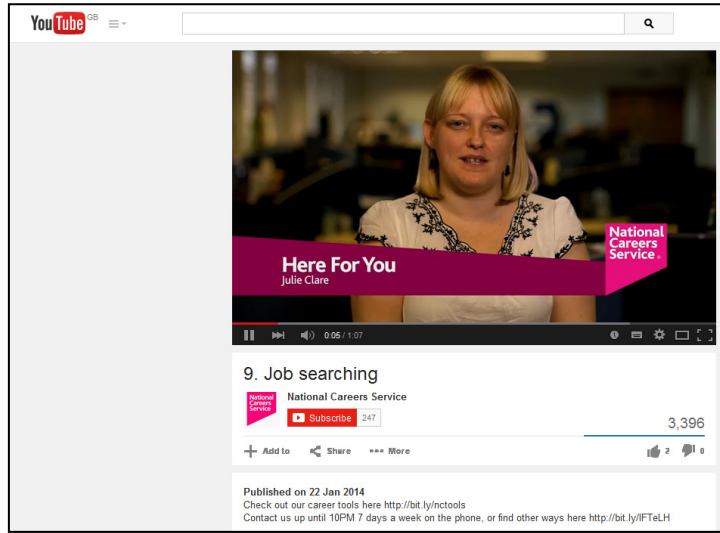 YouTube GB
National
Careers
Service.
Here For You
Julie Clare
0:05 / 1:07
9. Job searching
National
Careers
Service
National Careers Service
Subscribe 247
3,396
Add to Share More
2 0
Published on 22 Jan 2014
Check out our career tools here http://bit.ly/nctools
Contact us up until 10PM 7 days a week on the phone, or find other ways here http://bit.ly/IFTeLH